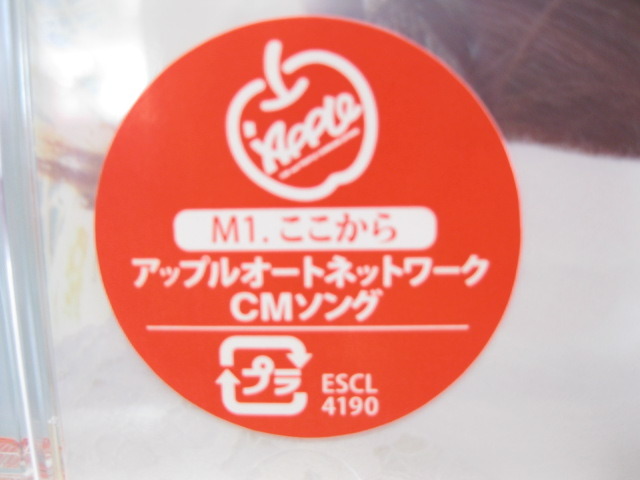 Apple
M1. ここから
アップルオートネットワーク
CMソング
プラ
ESCL
4190